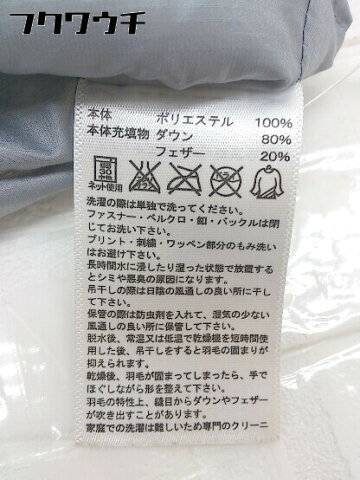 フクワウチ
本体 ポリエステル 100%
本体充填物 ダウン 80%
フェザー 20%
30
中性
ネット使用
洗濯の際は単独で洗ってください。
ファスナー・ベルクロ・釦・バックルは閉
じてお洗い下さい。
プリント・刺繍・ワッペン部分のもみ洗い
はお避け下さい。
長時間水に浸したり湿った状態で放置する
とシミや悪臭の原因になります。
吊干しの際は日陰の風通しの良い所に干し
て下さい。
保管の際は防虫剤を入れて、湿気の少ない
風通しの良い所に保管して下さい。
脱水後、常温又は低温で乾燥機を短時間使
用した後、吊干しをすると羽毛の固まりが
抑えられます。
乾燥後、羽毛が固まってしまったら、手で
ほぐしながら形を整えて下さい。
羽毛の特性上、縫目からダウンやフェザー
が吹き出すことがあります。
家庭での洗濯は難しいため専門のクリーニ